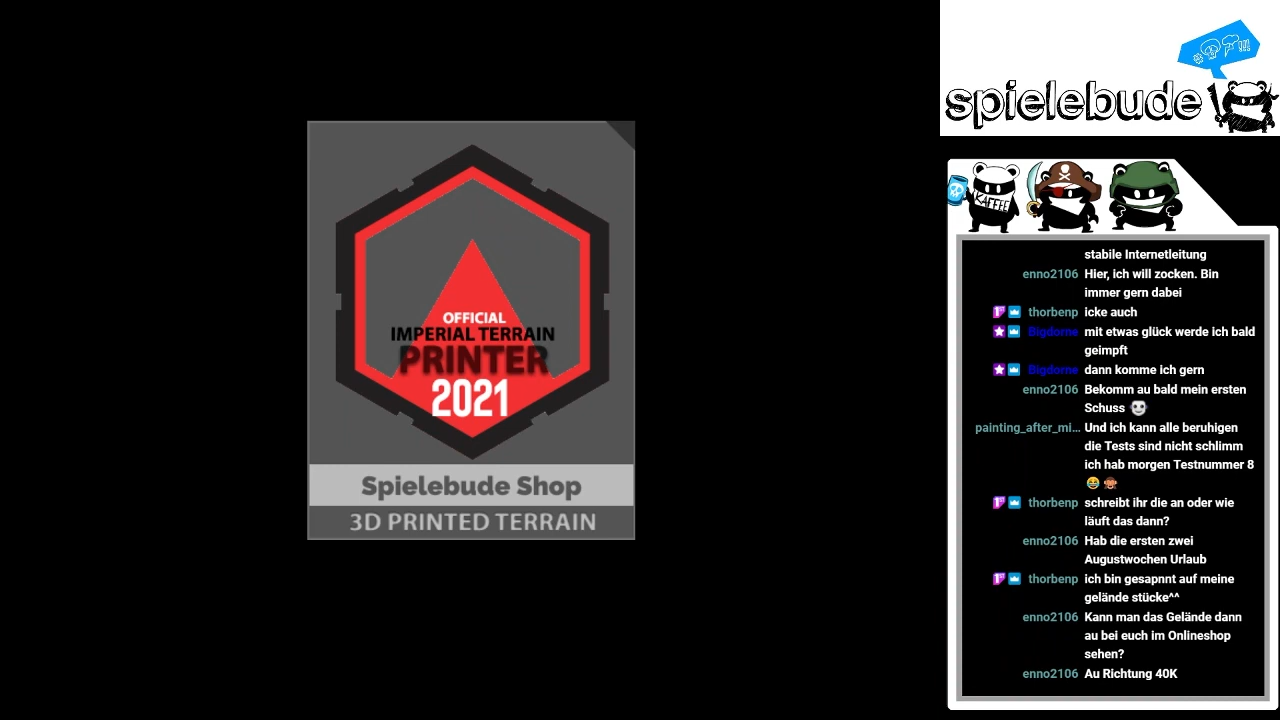 OFFICIAL
IMPERIAL TERRAIN
PRINTER
2021
Spielebude Shop
3D PRINTED TERRAIN
spielebude
KAFFEE
stabile Internetleitung
enno2106 Hier, ich will zocken. Bin
immer gern dabei
thorbenp icke auch
Bigdorne mit etwas glück werde ich bald
geimpft
Bigdorne dann komme ich gern
enno2106 Bekomm au bald mein ersten
Schuss
painting_after_mi... Und ich kann alle beruhigen
die Tests sind nicht schlimm
ich hab morgen Testnummer 8
😂🙊
thorbenp schreibt ihr die an oder wie
läuft das dann?
enno2106 Hab die ersten zwei
Augustwochen Urlaub
thorbenp ich bin gesapnnt auf meine
gelände stücke^^
enno2106 Kann man das Gelände dann
au bei euch im Onlineshop
sehen?
enno2106 Au Richtung 40K